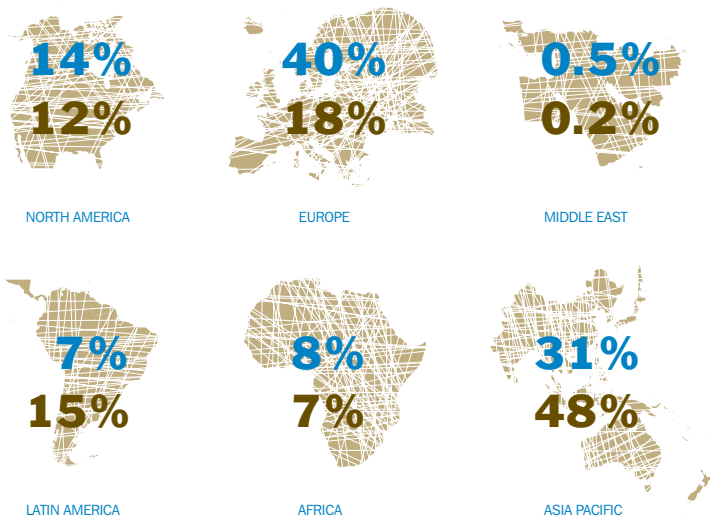 14%
12%
NORTH AMERICA
40%
18%
EUROPE
0.5%
0.2%
MIDDLE EAST
7%
15%
LATIN AMERICA
8%
7%
AFRICA
31%
48%
ASIA PACIFIC